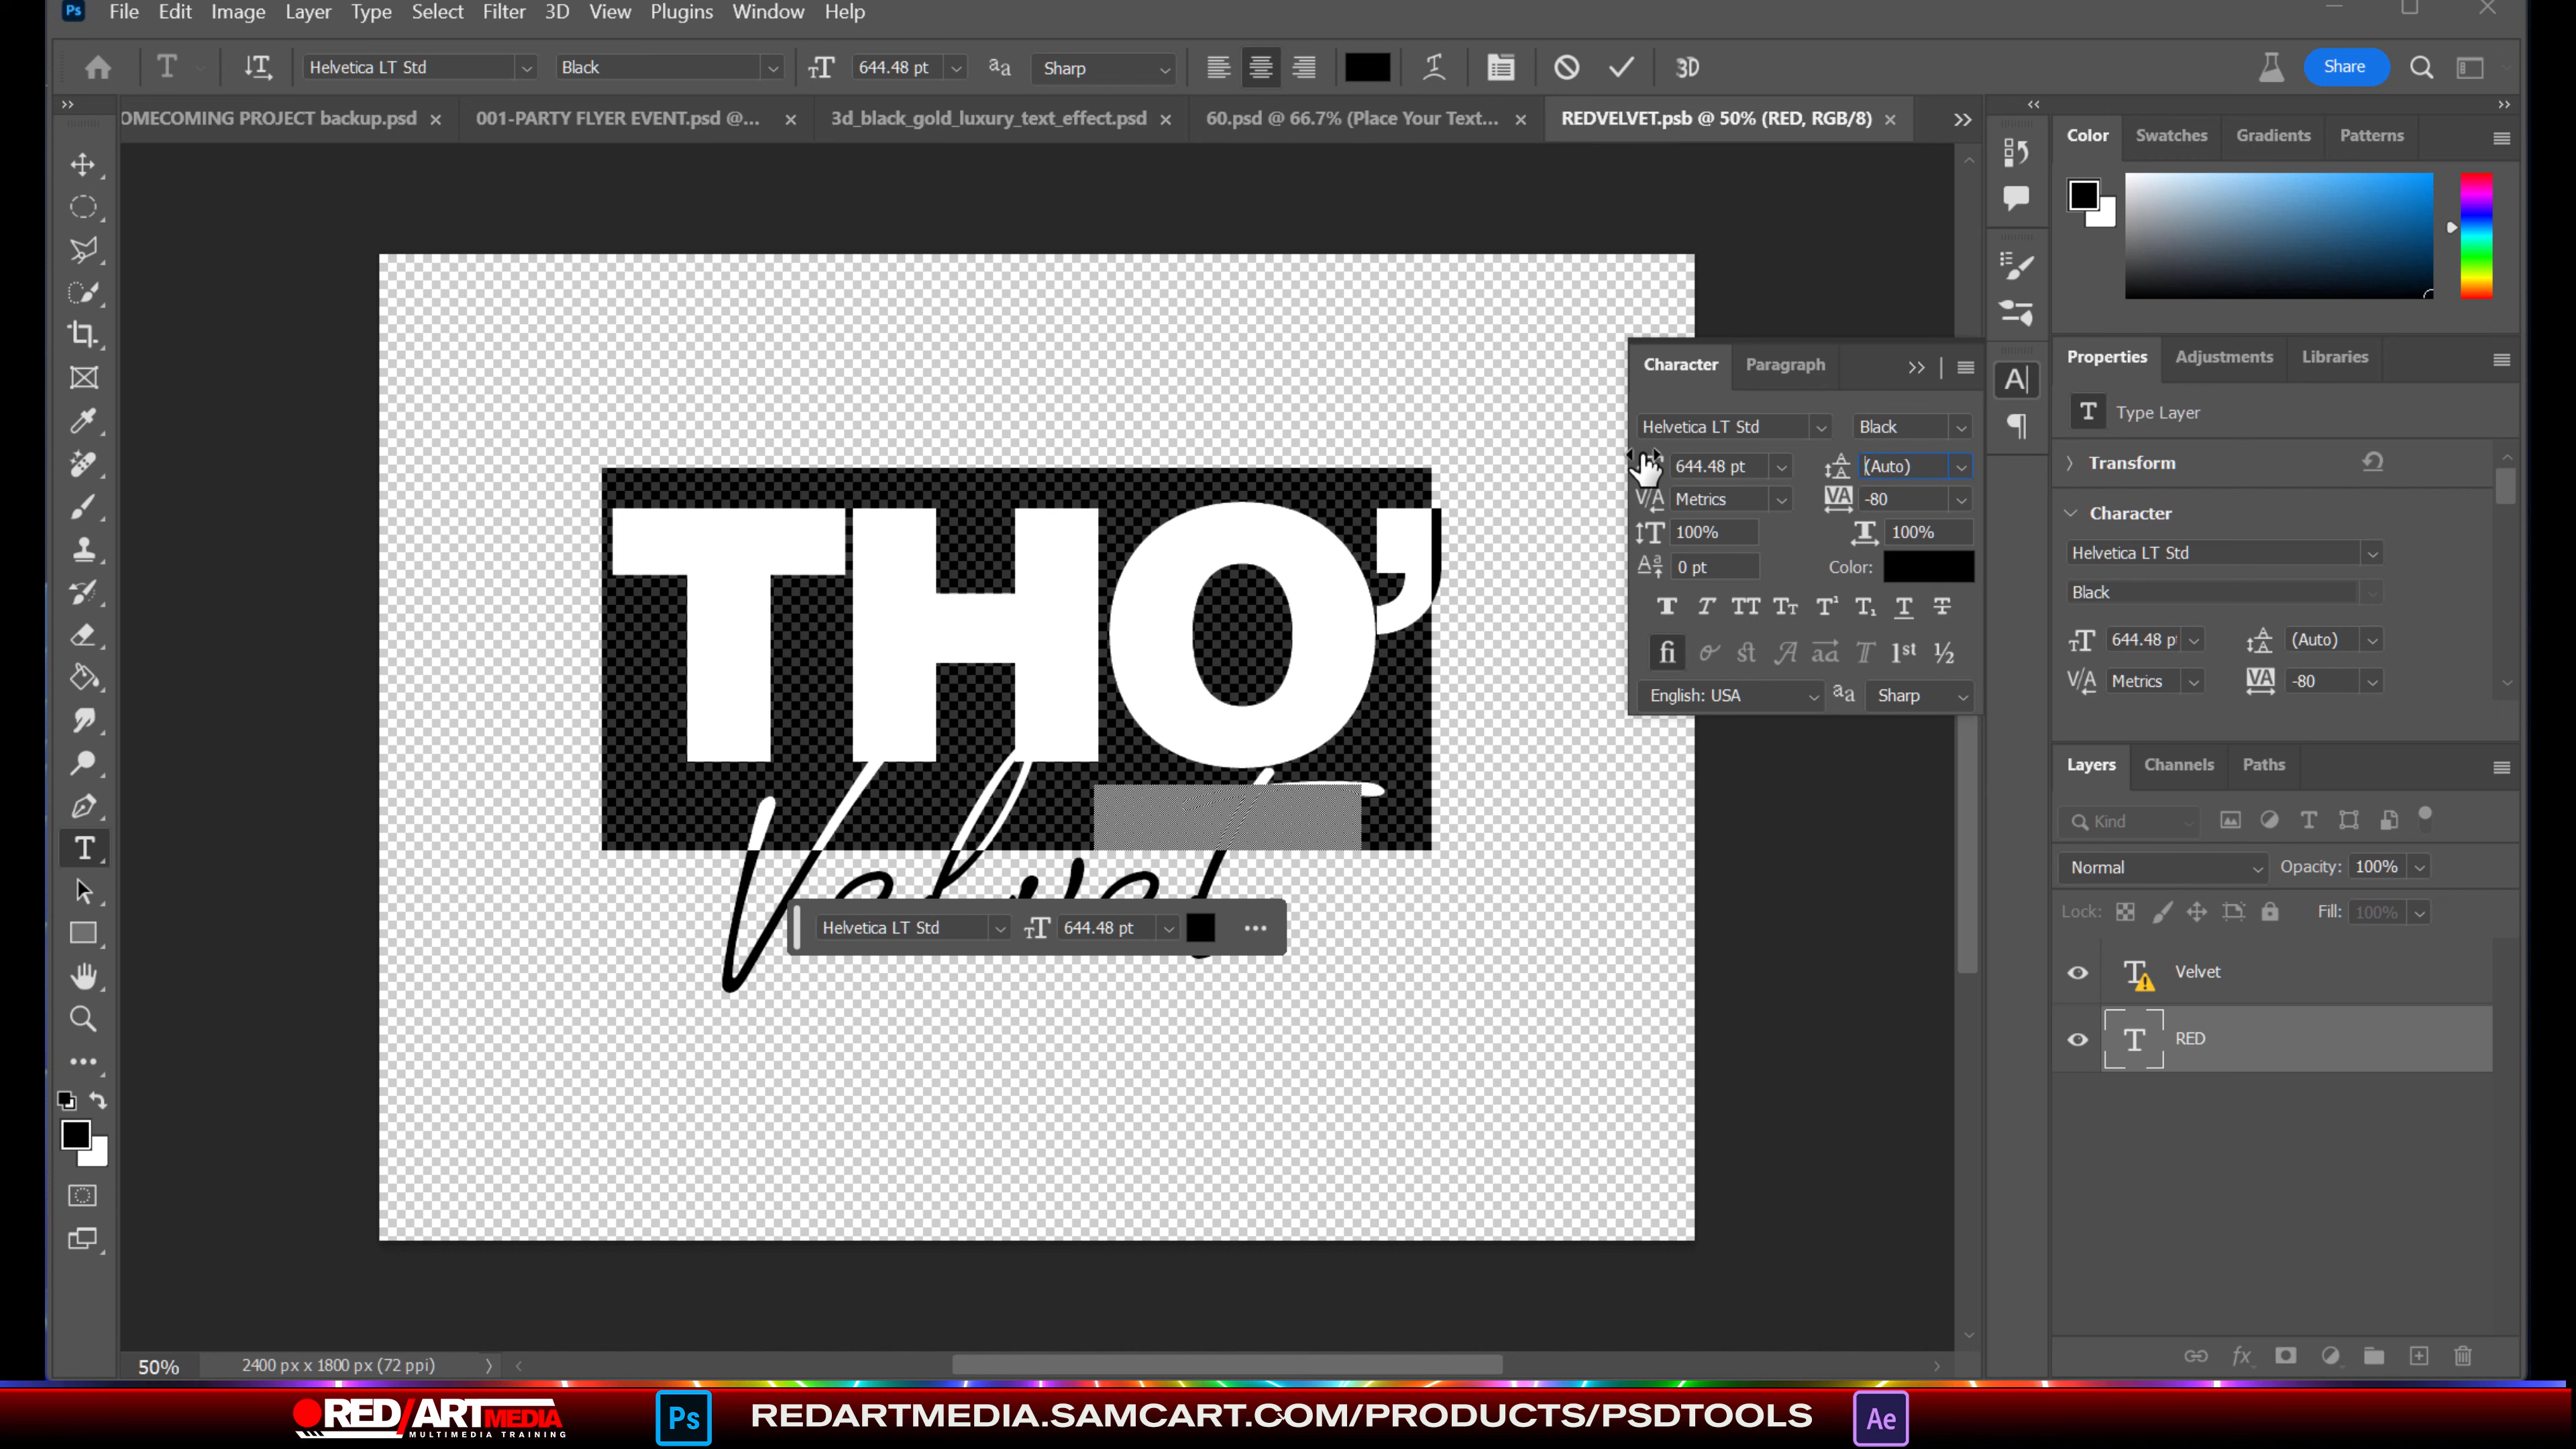 Ps File Edit Image Layer Type Select Filter 3D View Plugins Window Help
Helvetica LT Std Black 644.48 pt Sharp 3D Share
OMECOMING PROJECT backup.psd 001-PARTY FLYER EVENT.psd @... 3d_black_gold_luxury_text_effect.psd 60.psd @ 66.7% (Place Your Text... REDVELVET.psb @ 50% (RED, RGB/8)
Color Swatches Gradients Patterns
THO'
Velvet
Helvetica LT Std 644.48 pt
Character Paragraph
Helvetica LT Std Black
644.48 pt (Auto)
Metrics -80
100% 100%
0 pt Color:
English: USA Sharp
Properties Adjustments Libraries
Type Layer
Transform
Character
Helvetica LT Std
Black
644.48 p (Auto)
Metrics -80
Layers Channels Paths
Kind
Normal Opacity: 100%
Lock: Fill: 100%
Velvet
RED
50% 2400 px x 1800 px (72 ppi)
RED/ART MEDIA
MULTIMEDIA TRAINING
Ps
REDARTMEDIA.SAMCART.COM/PRODUCTS/PSDTOOLS
Ae